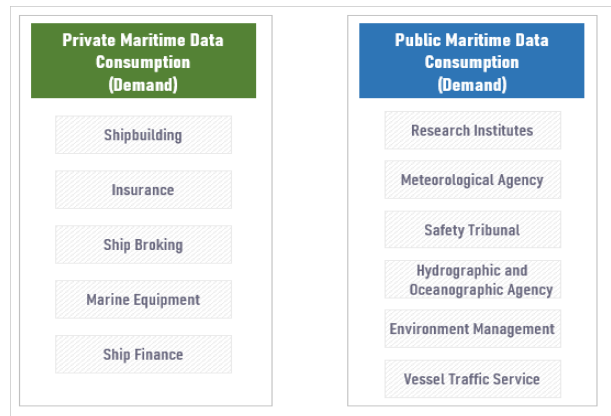 Private Maritime Data
Consumption
(Demand)
Shipbuilding
Insurance
Ship Broking
Marine Equipment
Ship Finance
Public Maritime Data
Consumption
(Demand)
Research Institutes
Meteorological Agency
Safety Tribunal
Hydrographic and
Oceanographic Agency
Environment Management
Vessel Traffic Service